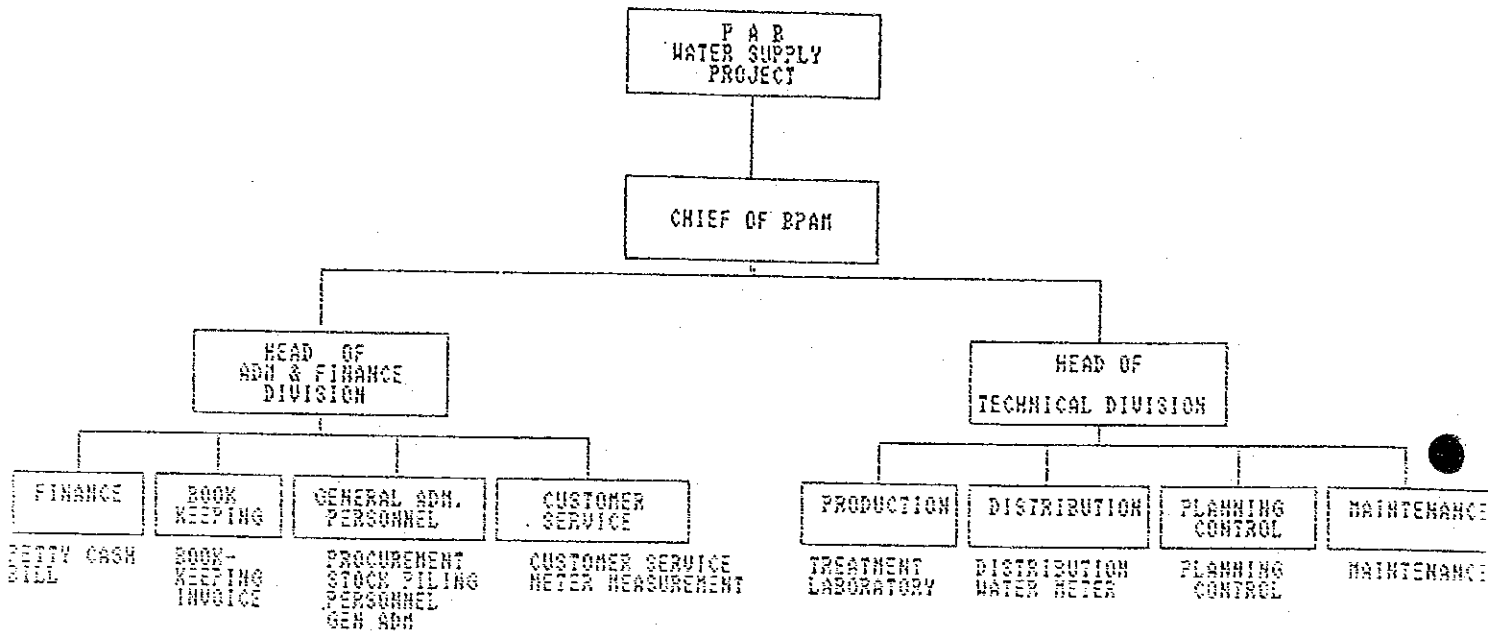 P A B
WATER SUPPLY
PROJECT
CHIEF OF BPAM
HEAD OF
ADM & FINANCE
DIVISION
HEAD OF
TECHNICAL DIVISION
FINANCE
BOOK
KEEPING
GENERAL ADM.
PERSONNEL
CUSTOMER
SERVICE
PRODUCTION
DISTRIBUTION
PLANNING
CONTROL
MAINTENANCE
PETTY CASH
BILL
BOOK-
KEEPING
INVOICE
PROCUREMENT
STOCK PILING
PERSONNEL
GEN ADM
CUSTOMER SERVICE
METER MEASUREMENT
TREATMENT
LABORATORY
DISTRIBUTION
WATER METER
PLANNING
CONTROL
MAINTENANCE